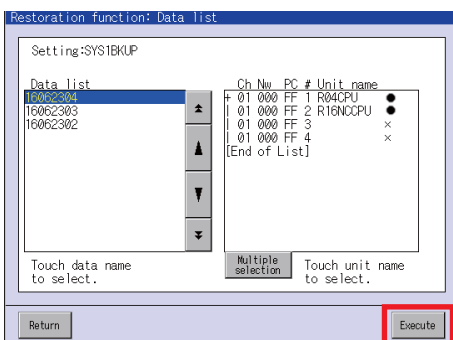 Restoration function: Data list
Setting:SYS1BKUP
Data list
16062304
16062303
16062302
Ch Nw PC # Unit name
+ 01 000 FF 1 R04CPU ●
| 01 000 FF 2 R16NCCPU ●
| 01 000 FF 3 ×
| 01 000 FF 4 ×
[End of List]
Touch data name
to select.
Multiple
selection
Touch unit name
to select.
Return
Execute